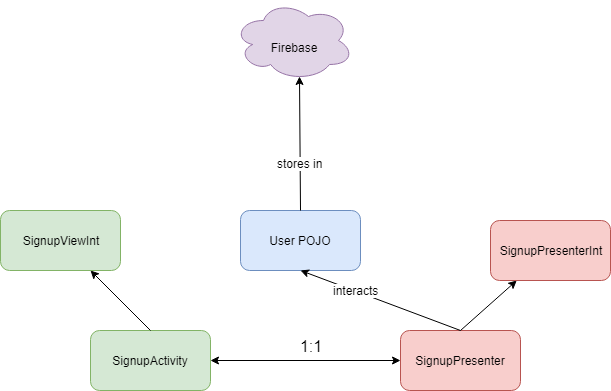 Firebase
stores in
SignupViewInt
User POJO
SignupPresenterInt
interacts
1:1
SignupActivity
SignupPresenter